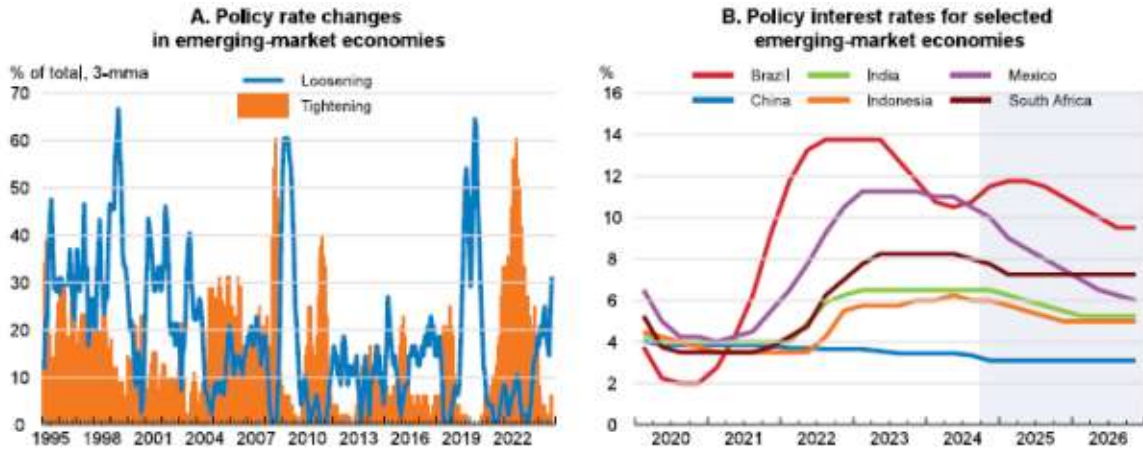 A. Policy rate changes
in emerging-market economies
% of total, 3-mma
Loosening
Tightening
70
60
50
40
30
20
10
0
1995 1998 2001 2004 2007 2010 2013 2016 2019 2022
B. Policy interest rates for selected
emerging-market economies
%
Brazil India Mexico
China Indonesia South Africa
16
14
12
10
8
6
4
2
0
2020 2021 2022 2023 2024 2025 2026